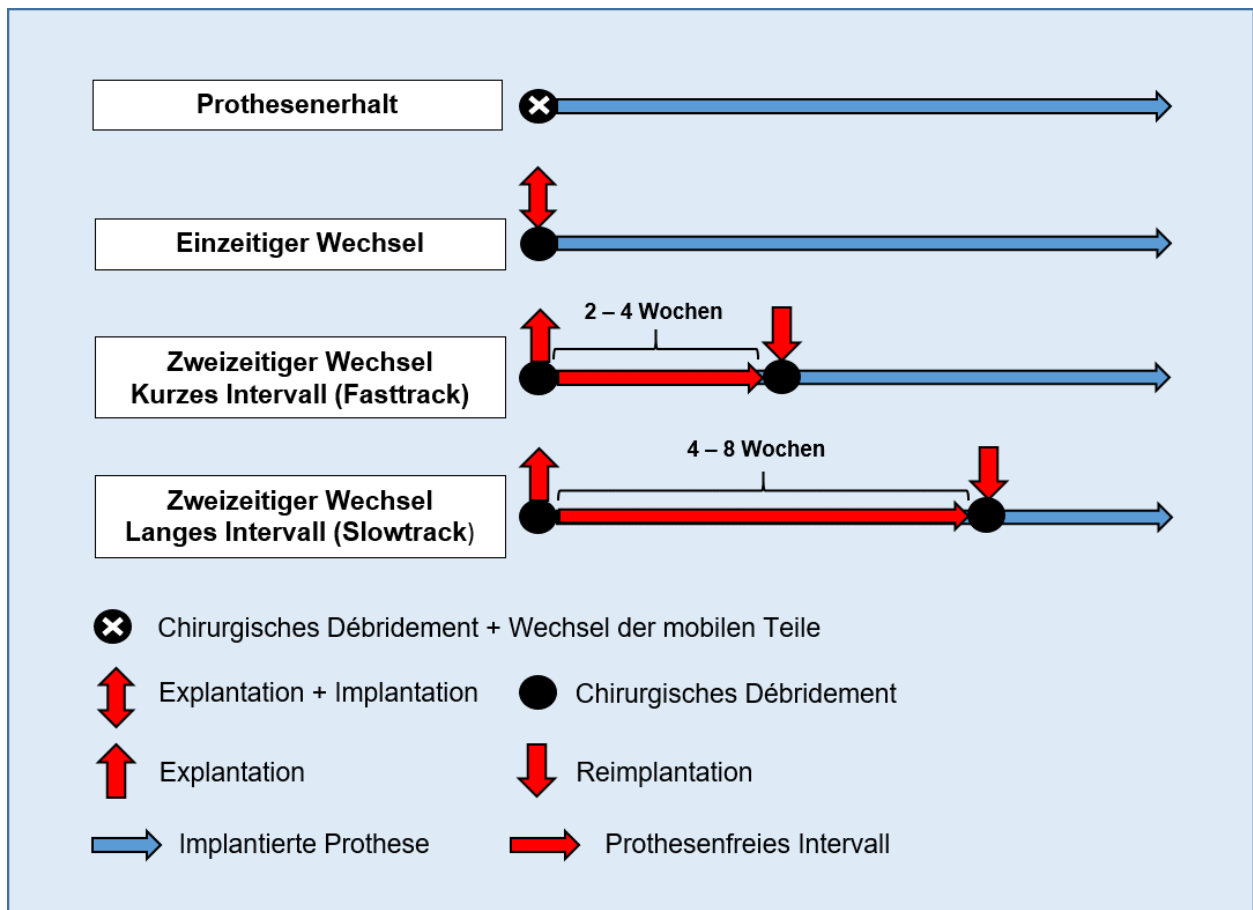 Prothesenerhalt
Einzeitiger Wechsel
2 – 4 Wochen
Zweizeitiger Wechsel
Kurzes Intervall (Fasttrack)
4 – 8 Wochen
Zweizeitiger Wechsel
Langes Intervall (Slowtrack)
Chirurgisches Débridement + Wechsel der mobilen Teile
Explantation + Implantation
Chirurgisches Débridement
Explantation
Reimplantation
Implantierte Prothese
Prothesenfreies Intervall